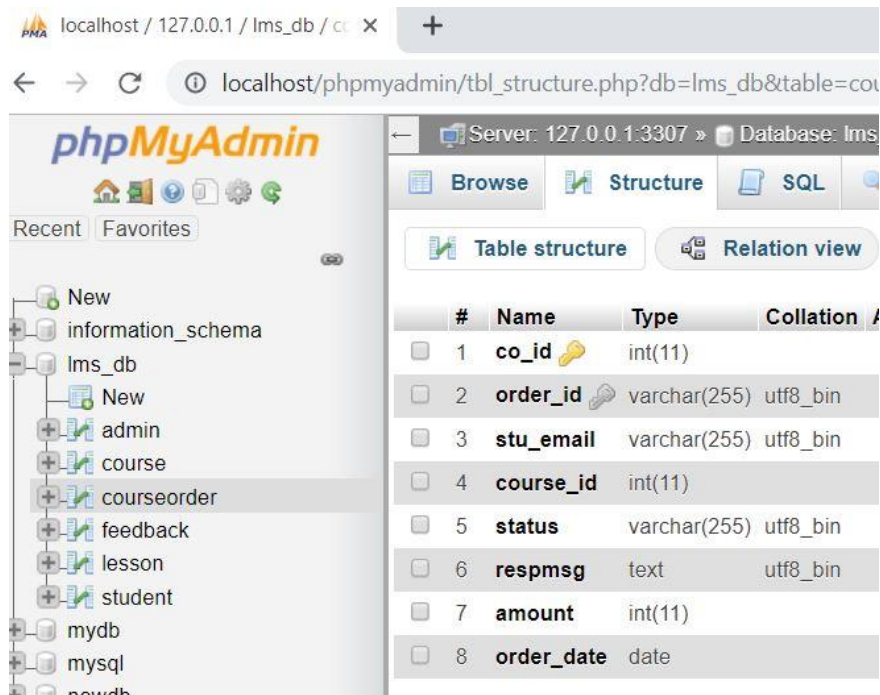 PMA localhost / 127.0.0.1 / lms_db / co × +
localhost/phpmyadmin/tbl_structure.php?db=lms_db&table=cou
phpMyAdmin
Recent Favorites
New
information_schema
lms_db
New
admin
course
courseorder
feedback
lesson
student
mydb
mysql
newdb
Server: 127.0.0.1:3307 » Database: lms_
Browse Structure SQL
Table structure Relation view
# Name Type Collation A
1 co_id int(11)
2 order_id varchar(255) utf8_bin
3 stu_email varchar(255) utf8_bin
4 course_id int(11)
5 status varchar(255) utf8_bin
6 respmsg text utf8_bin
7 amount int(11)
8 order_date date